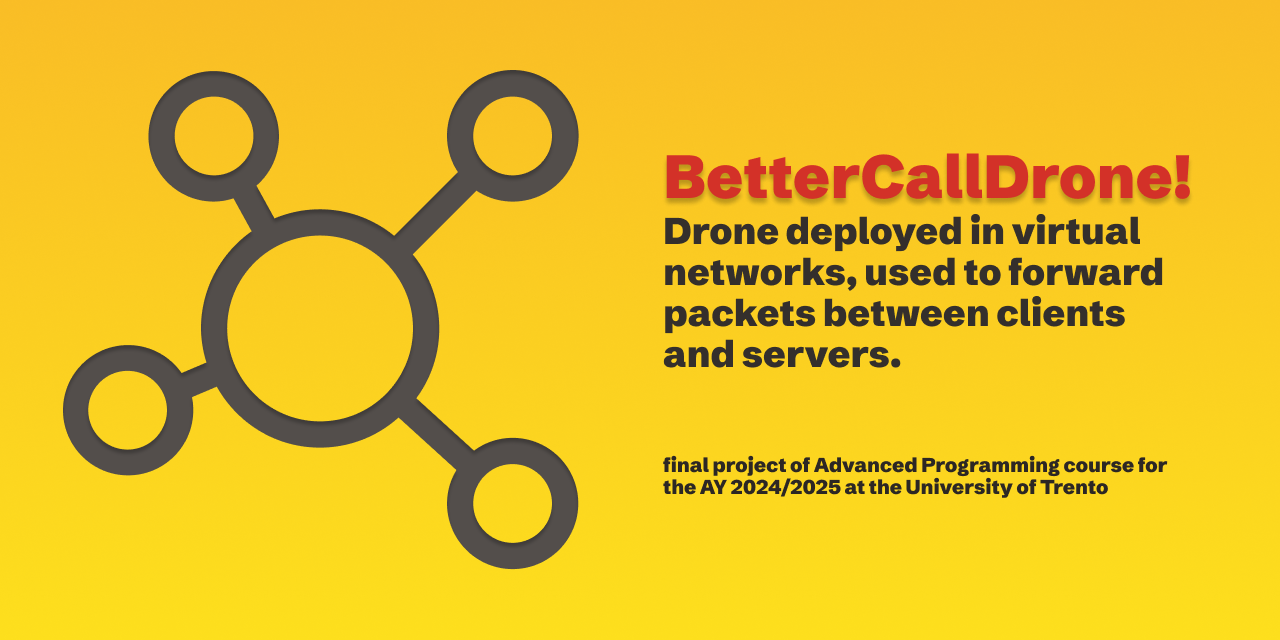 BetterCallDrone!
Drone deployed in virtual
networks, used to forward
packets between clients
and servers.
final project of Advanced Programming course for
the AY 2024/2025 at the University of Trento